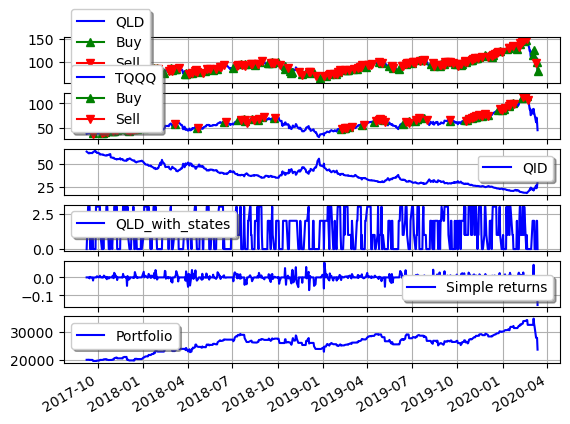 QLD
Buy
Sell
150
100
TQQQ
Buy
Sell
100
50
QID
50
25
QLD_with_states
2.5
0.0
Simple returns
0.0
−0.1
Portfolio
30000
20000
2017-10 2018-01 2018-04 2018-07 2018-10 2019-01 2019-04 2019-07 2019-10 2020-01 2020-04